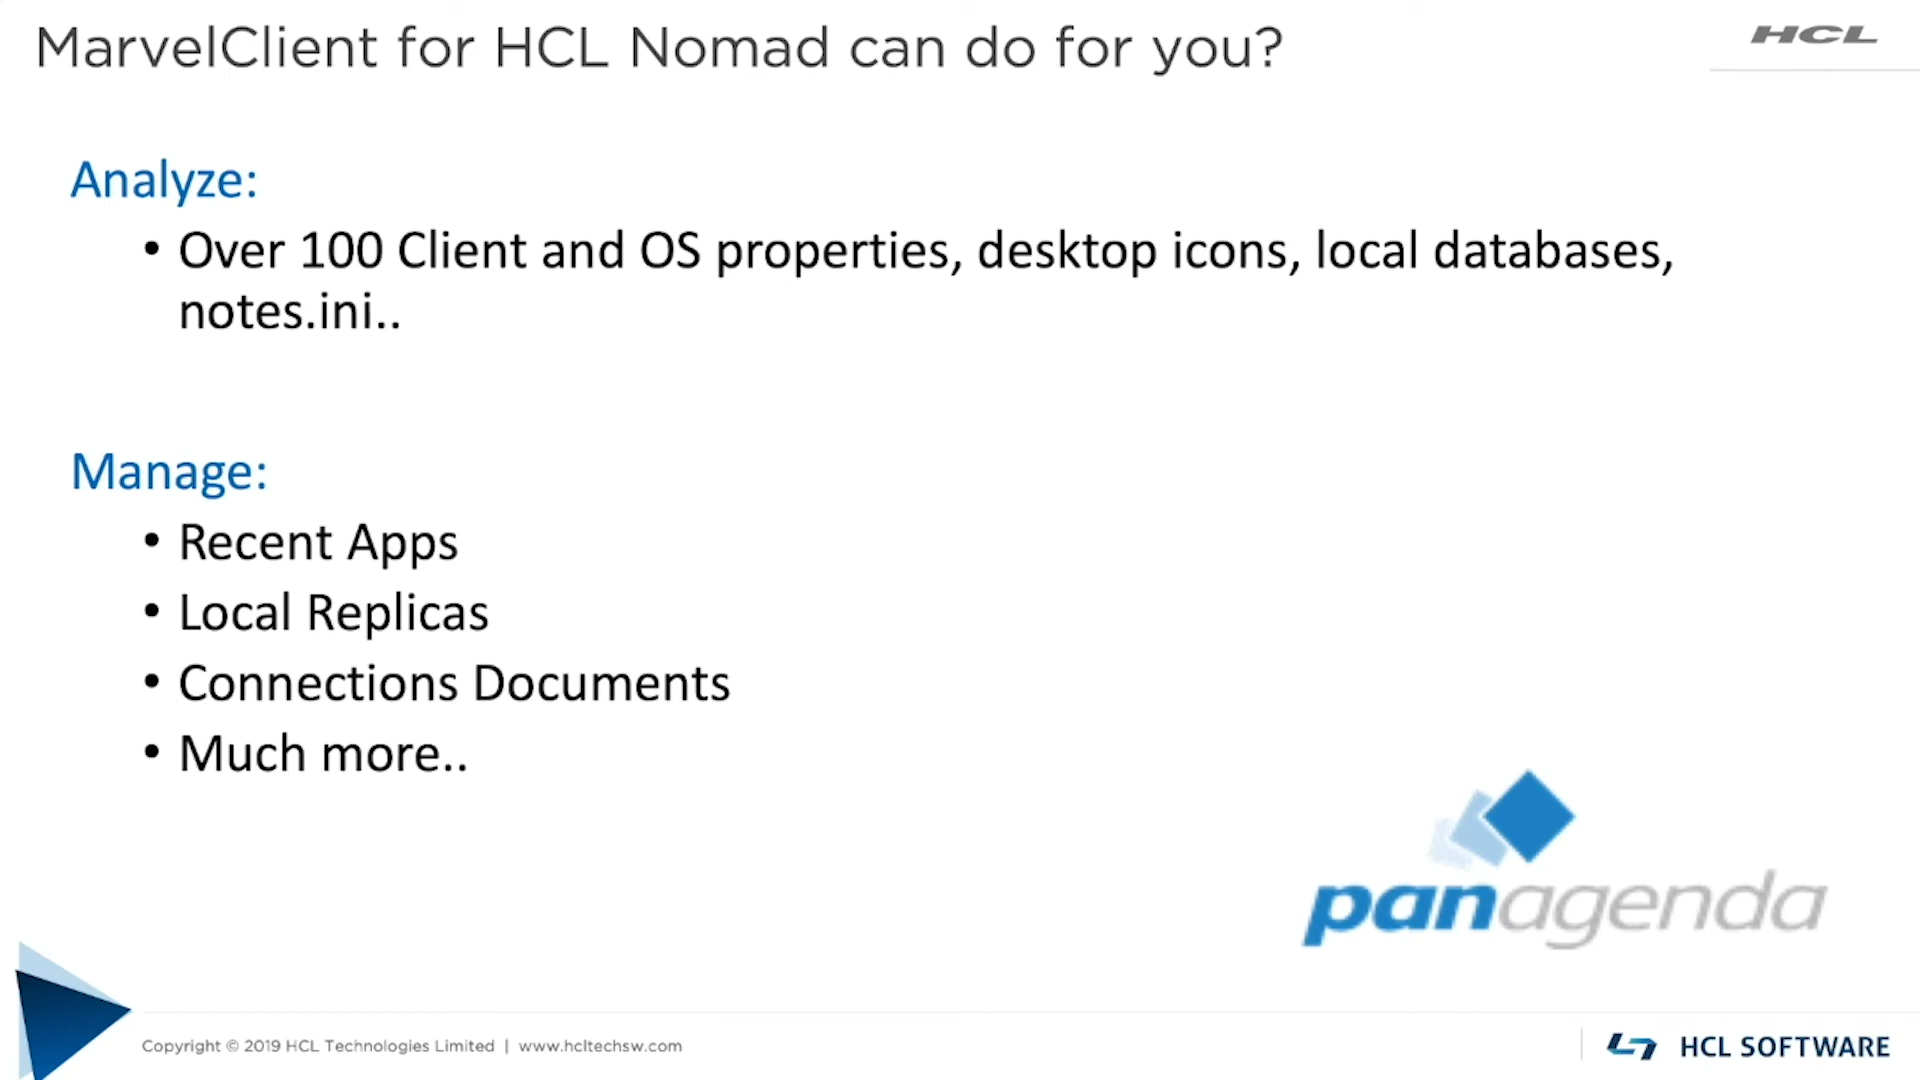 MarvelClient for HCL Nomad can do for you?
HCL
Analyze:
• Over 100 Client and OS properties, desktop icons, local databases,
notes.ini..
Manage:
• Recent Apps
• Local Replicas
• Connections Documents
• Much more..
panagenda
Copyright © 2019 HCL Technologies Limited | www.hcltechsw.com
HCL SOFTWARE